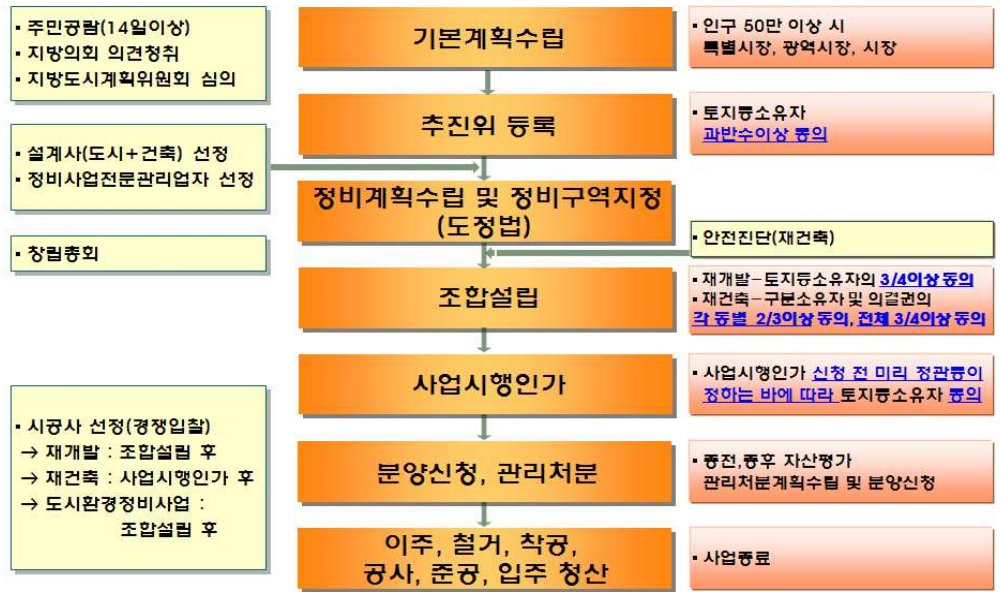 ▪ 주민공람(14일이상)
▪ 지방의회 의견청취
▪ 지방도시계획위원회 심의
기본계획수립
▪ 인구 50만 이상 시
특별시장, 광역시장, 시장
추진위 등록
▪ 토지등소유자
과반수이상 동의
▪ 설계사(도시+건축) 선정
▪ 정비사업전문관리업자 선정
정비계획수립 및 정비구역지정
(도정법)
▪ 안전진단(재건축)
▪ 창립총회
조합설립
▪ 재개발-토지등소유자의 3/4이상 동의
▪ 재건축-구분소유자 및 의결권의
각 동별 2/3이상 동의, 전체 3/4이상 동의
사업시행인가
▪ 사업시행인가 신청 전 미리 정관등이
정하는 바에 따라 토지등소유자 동의
▪ 시공사 선정(경쟁입찰)
→ 재개발 : 조합설립 후
→ 재건축 : 사업시행인가 후
→ 도시환경정비사업 :
조합설립 후
분양신청, 관리처분
▪ 종전,종후 자산평가
관리처분계획수립 및 분양신청
이주, 철거, 착공,
공사, 준공, 입주 청산
▪ 사업종료